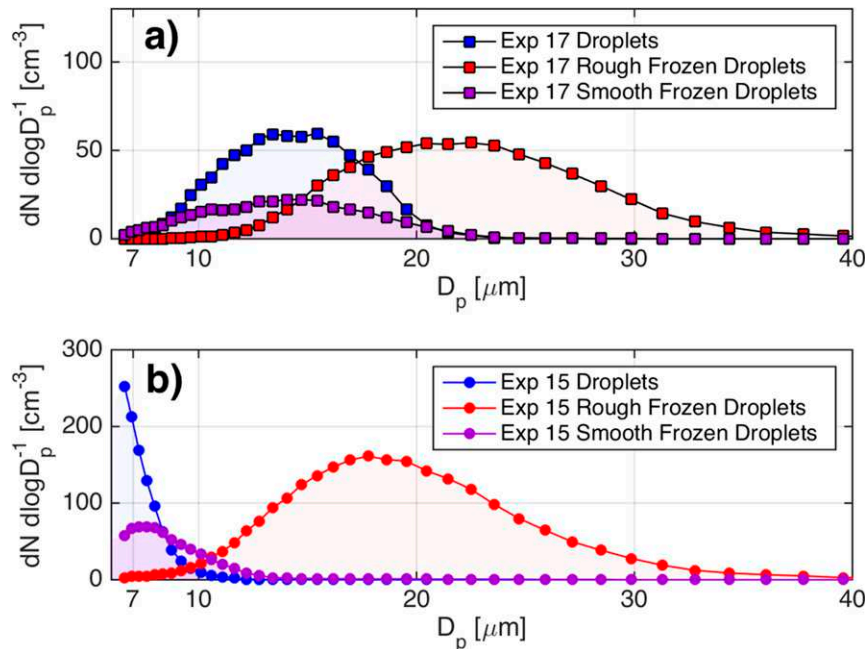 a)
Exp 17 Droplets
Exp 17 Rough Frozen Droplets
Exp 17 Smooth Frozen Droplets
dN dlogD_p^-1 [cm^-3]
100
50
0
7 10 20 30 40
D_p [μm]
b)
Exp 15 Droplets
Exp 15 Rough Frozen Droplets
Exp 15 Smooth Frozen Droplets
dN dlogD_p^-1 [cm^-3]
300
200
100
0
7 10 20 30 40
D_p [μm]